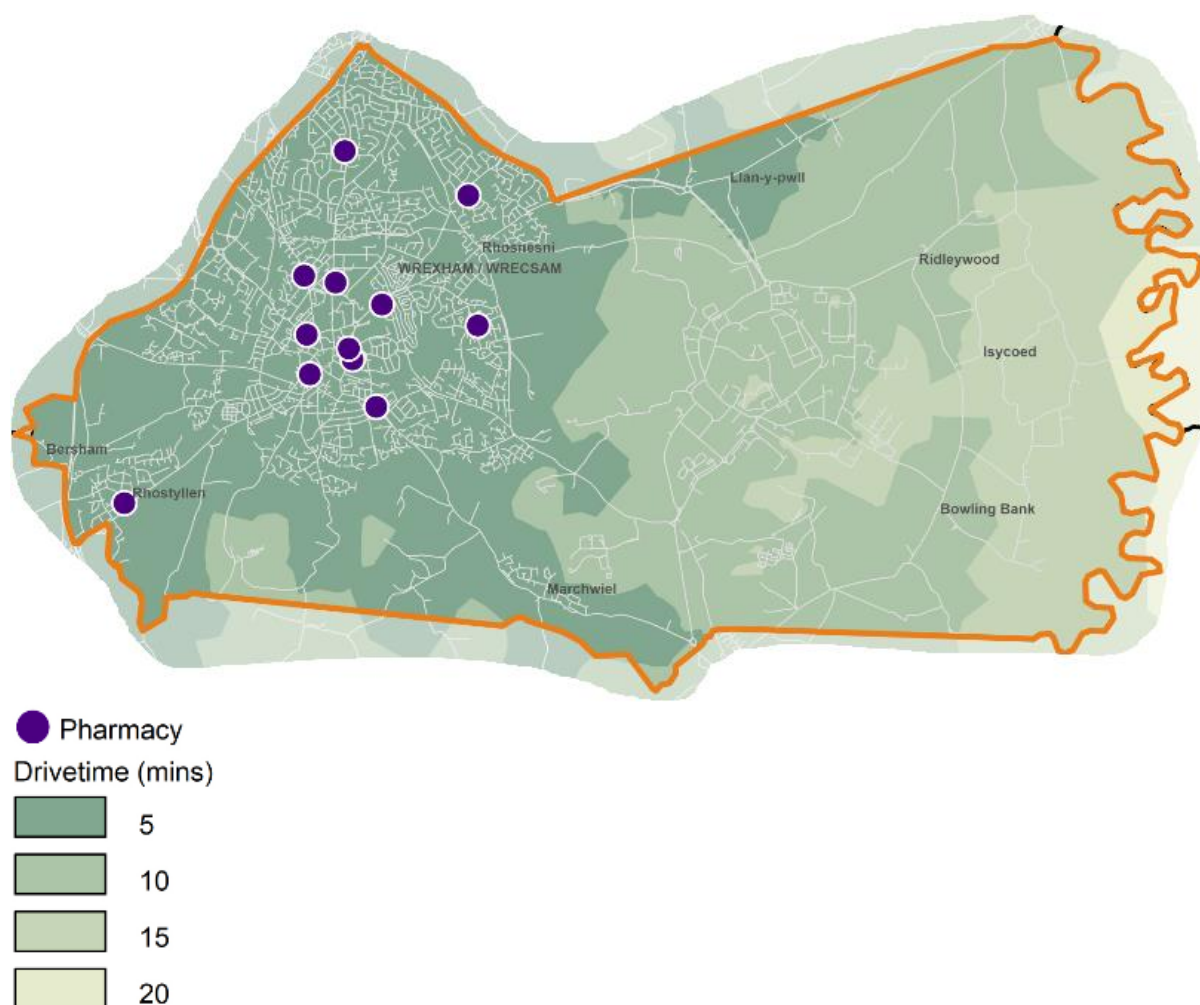 Llan-y-pwll
Rhosnesni
WREXHAM / WRECSAM
Ridleywood
Isycoed
Bersham
Rhostyllen
Bowling Bank
Marchwiel
Pharmacy
Drivetime (mins)
5
10
15
20